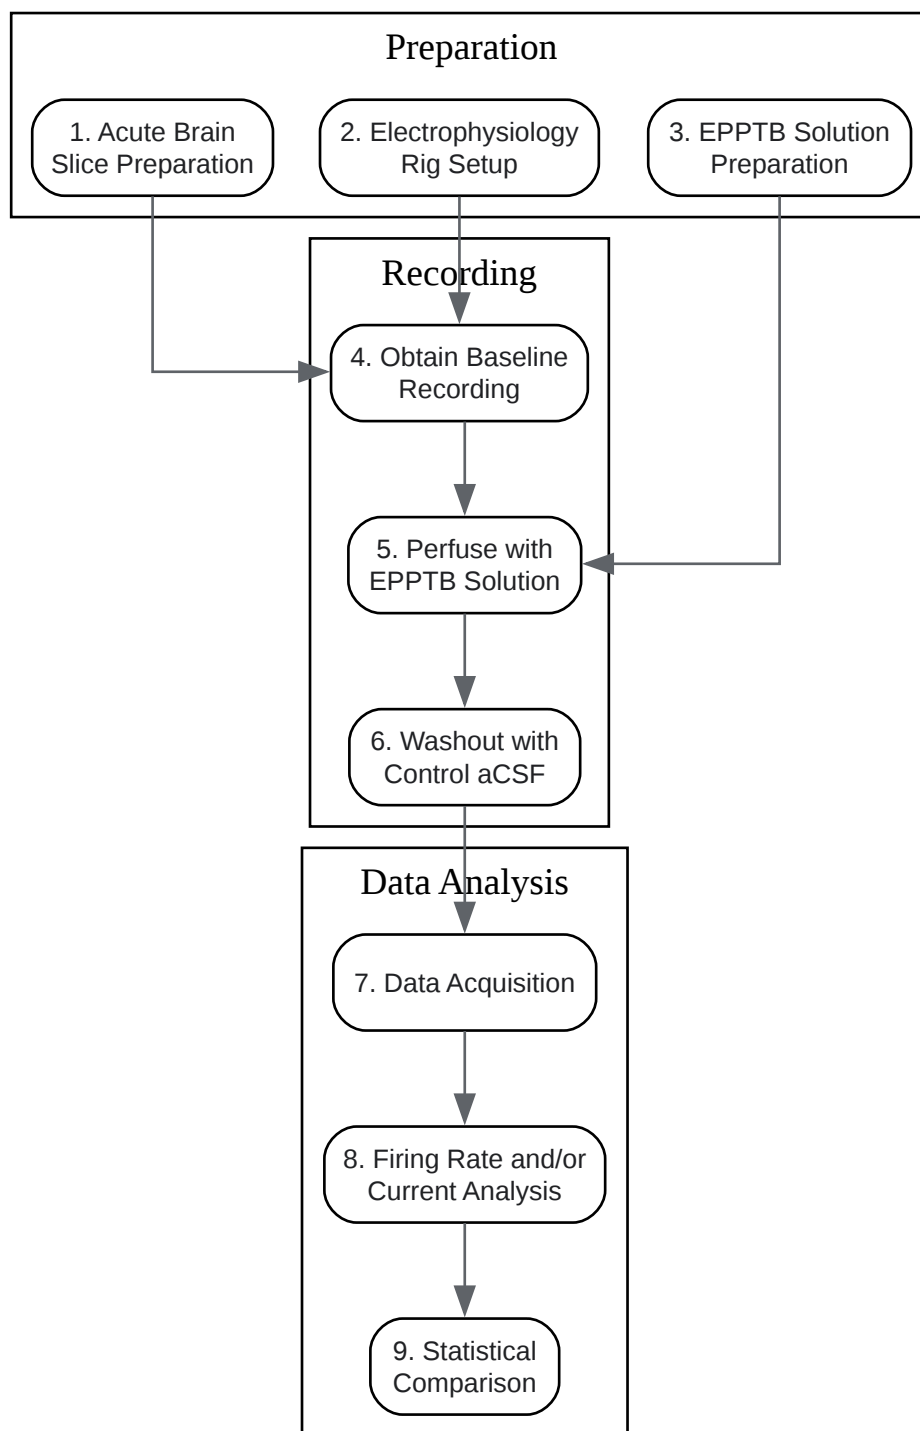 Preparation
1. Acute Brain
Slice Preparation
2. Electrophysiology
Rig Setup
3. EPPTB Solution
Preparation
Recording
4. Obtain Baseline
Recording
5. Perfuse with
EPPTB Solution
6. Washout with
Control aCSF
Data Analysis
7. Data Acquisition
8. Firing Rate and/or
Current Analysis
9. Statistical
Comparison